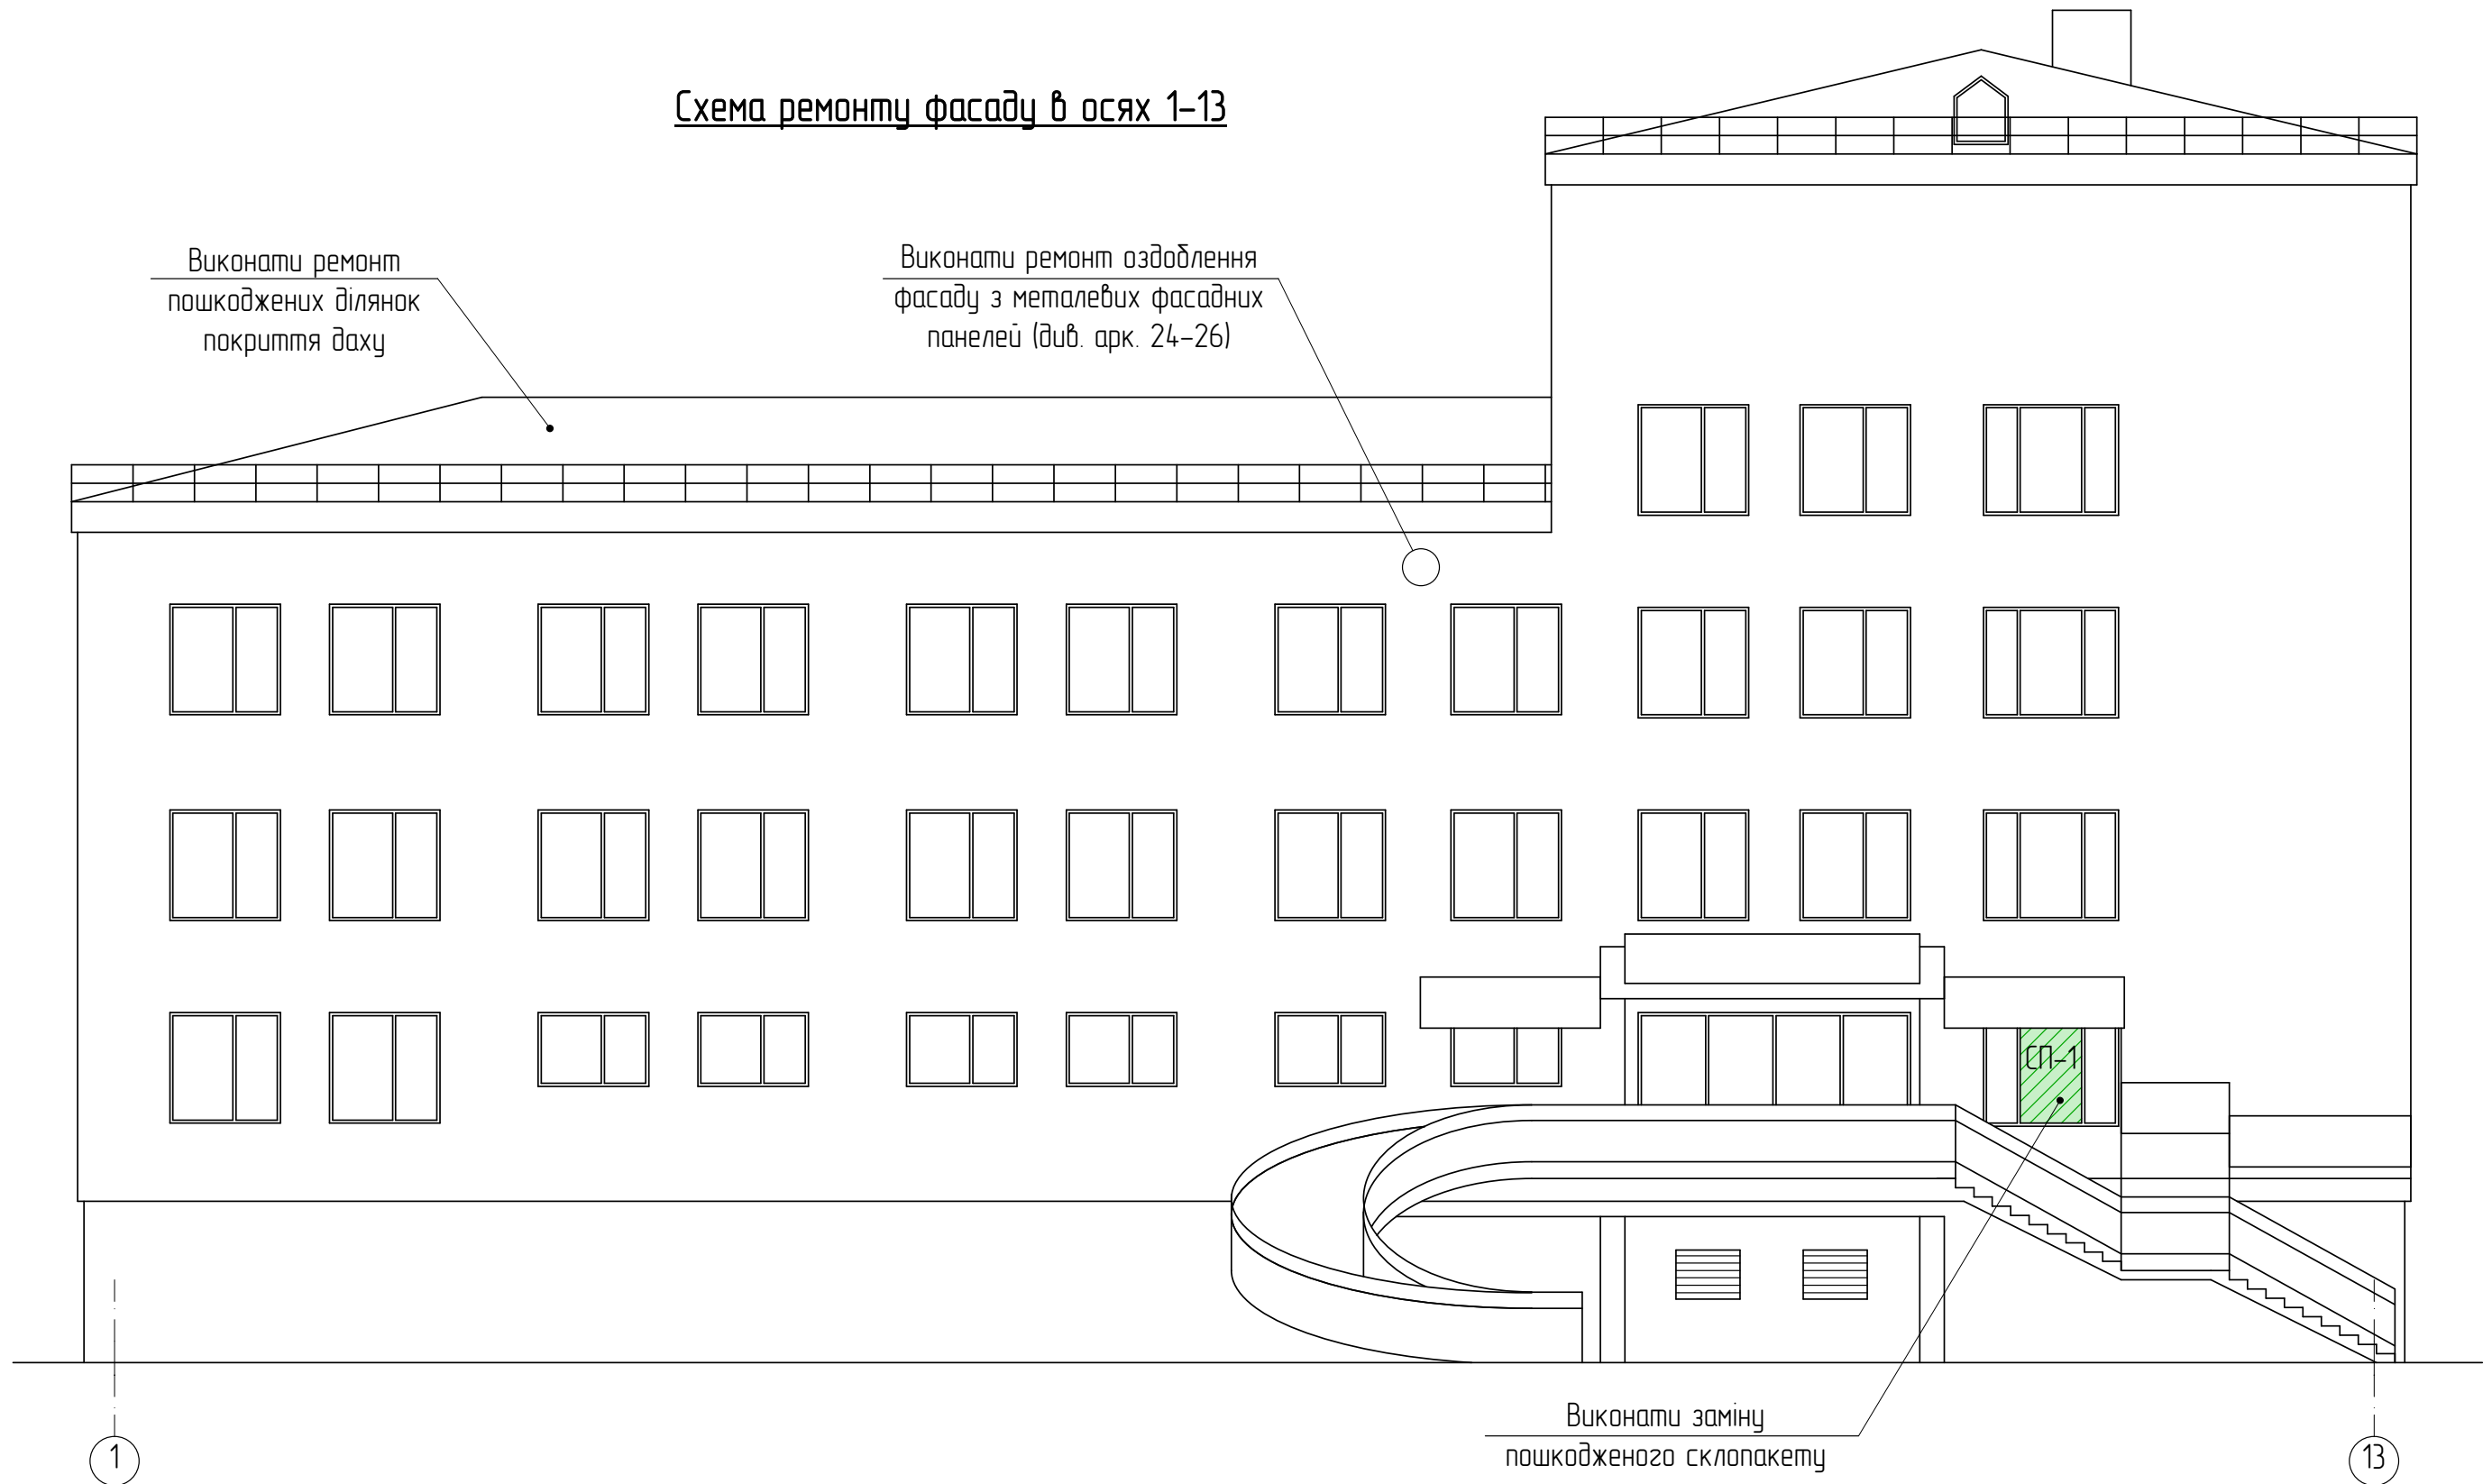 Схема ремонту фасаду в осях 1-13
Виконати ремонт
пошкоджених ділянок
покриття даху
Виконати ремонт оздоблення
фасаду з металевих фасадних
панелей (див. арк. 24-26)
СП-1
Виконати заміну
пошкодженого склопакету
1
13